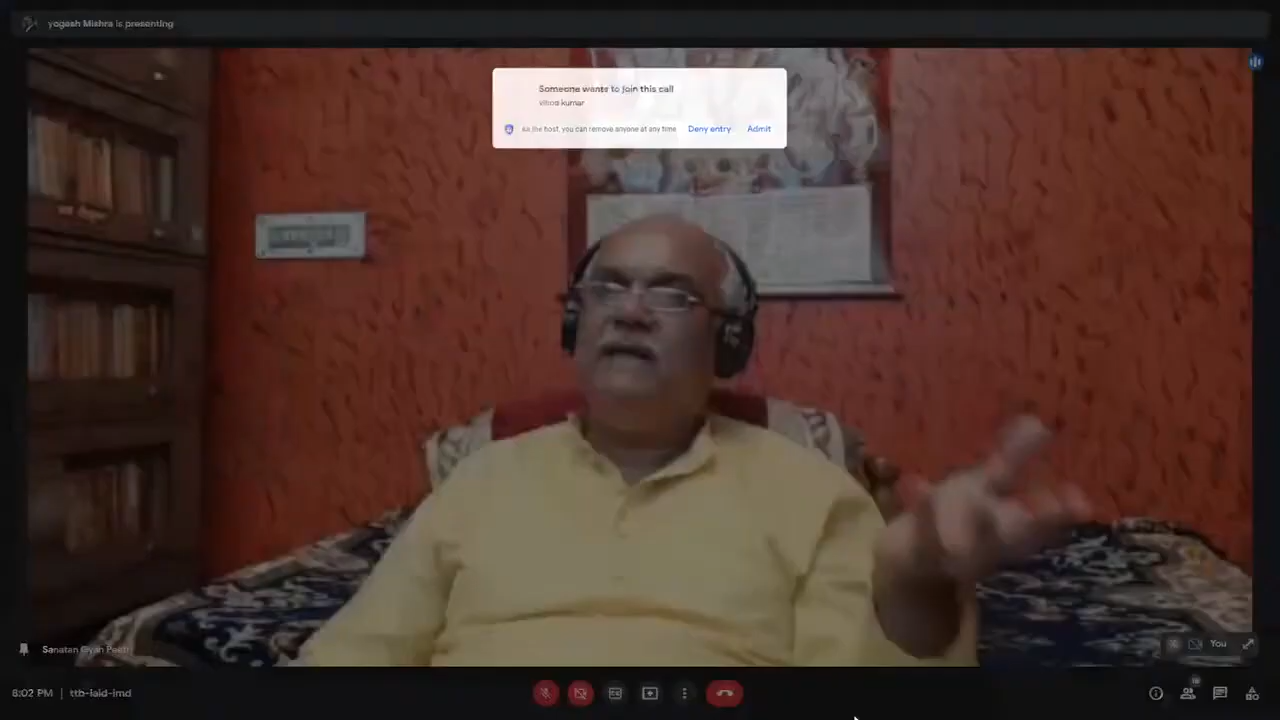 yogesh Mishra is presenting
Someone wants to join this call
vinod kumar
As the host, you can remove anyone at any time
Deny entry
Admit
Sanatan Gyan Peeth
You
8:02 PM | ttb-iaid-imd